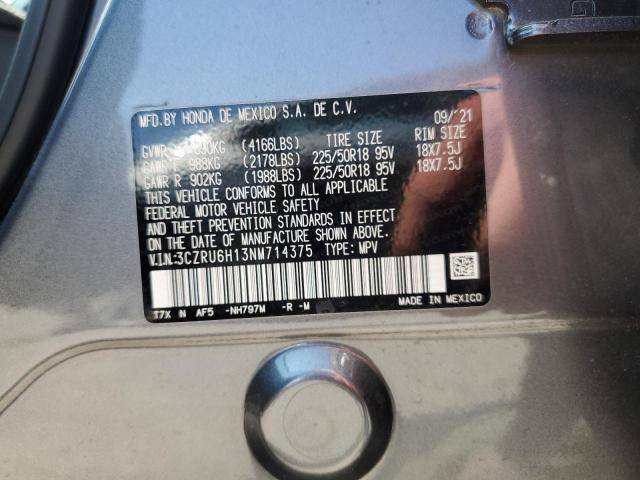 MFD.BY HONDA DE MEXICO S.A. DE C.V. 09/'21
GVWR 1890KG (4166LBS) TIRE SIZE RIM SIZE
GAWR F 988KG (2178LBS) 225/50R18 95V 18X7.5J
GAWR R 902KG (1988LBS) 225/50R18 95V 18X7.5J
THIS VEHICLE CONFORMS TO ALL APPLICABLE
FEDERAL MOTOR VEHICLE SAFETY
AND THEFT PREVENTION STANDARDS IN EFFECT
ON THE DATE OF MANUFACTURE SHOWN ABOVE.
V.I.N:3CZRU6H13NM714375 TYPE: MPV
T7X N AF5 -NH797M -R -M MADE IN MEXICO